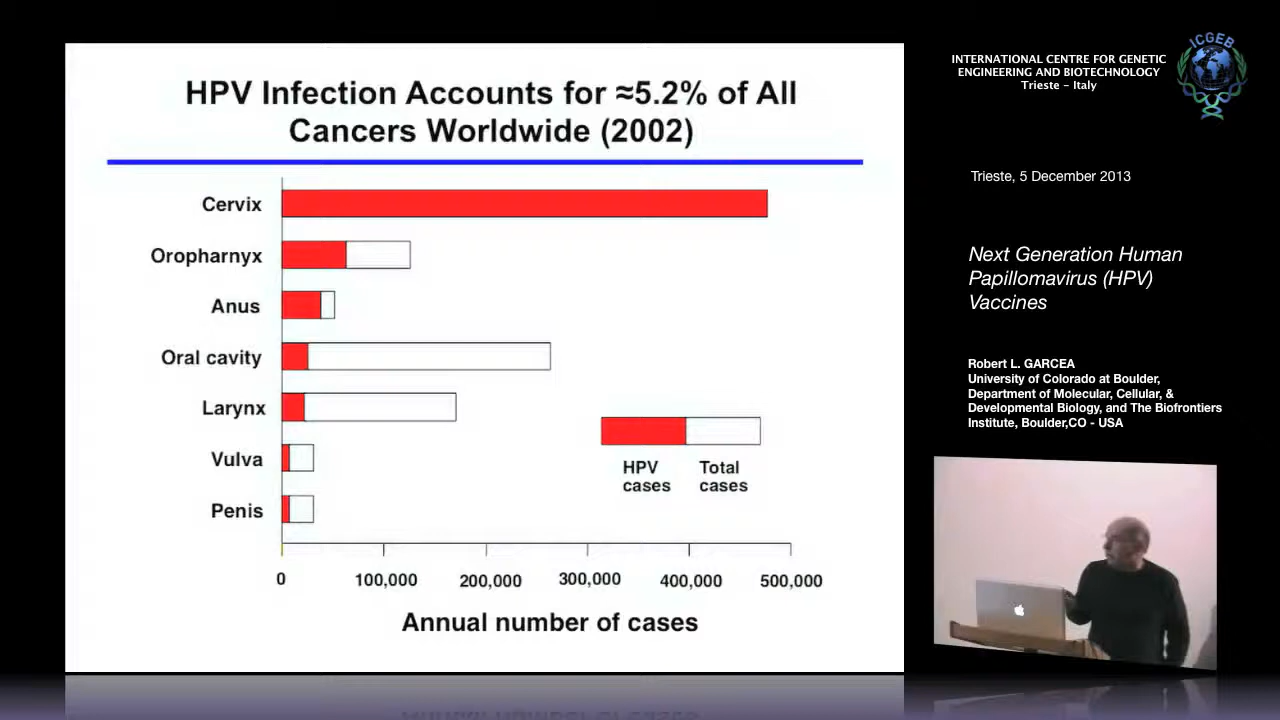 HPV Infection Accounts for ≈5.2% of All
Cancers Worldwide (2002)
Cervix
Oropharnyx
Anus
Oral cavity
Larynx
Vulva
Penis
HPV Total
cases cases
0 100,000 200,000 300,000 400,000 500,000
Annual number of cases
INTERNATIONAL CENTRE FOR GENETIC
ENGINEERING AND BIOTECHNOLOGY
Trieste - Italy
ICGEB
Trieste, 5 December 2013
Next Generation Human
Papillomavirus (HPV)
Vaccines
Robert L. GARCEA
University of Colorado at Boulder,
Department of Molecular, Cellular, &
Developmental Biology, and The Biofrontiers
Institute, Boulder,CO - USA